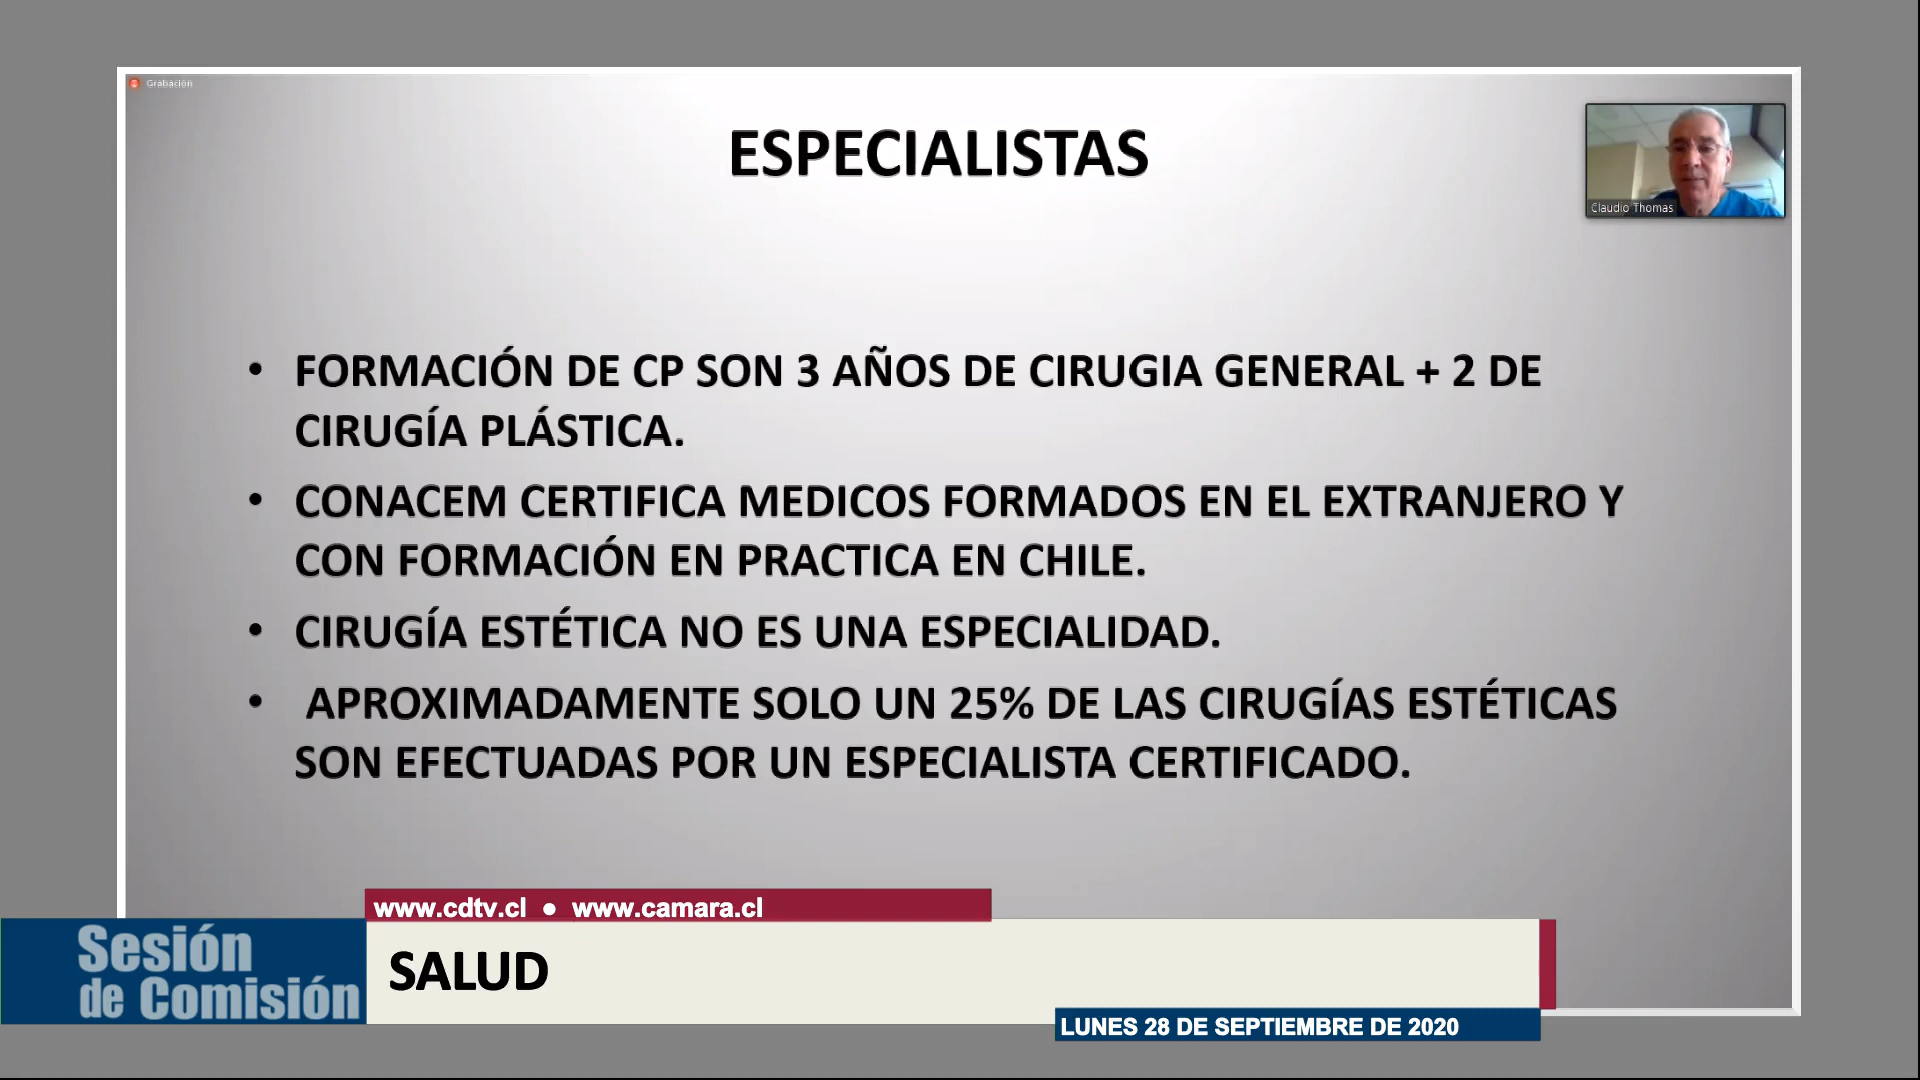 Grabación
ESPECIALISTAS
Claudio Thomas
• FORMACIÓN DE CP SON 3 AÑOS DE CIRUGIA GENERAL + 2 DE
CIRUGÍA PLÁSTICA.
• CONACEM CERTIFICA MEDICOS FORMADOS EN EL EXTRANJERO Y
CON FORMACIÓN EN PRACTICA EN CHILE.
• CIRUGÍA ESTÉTICA NO ES UNA ESPECIALIDAD.
• APROXIMADAMENTE SOLO UN 25% DE LAS CIRUGÍAS ESTÉTICAS
SON EFECTUADAS POR UN ESPECIALISTA CERTIFICADO.
www.cdtv.cl ● www.camara.cl
Sesión
de Comisión
SALUD
LUNES 28 DE SEPTIEMBRE DE 2020